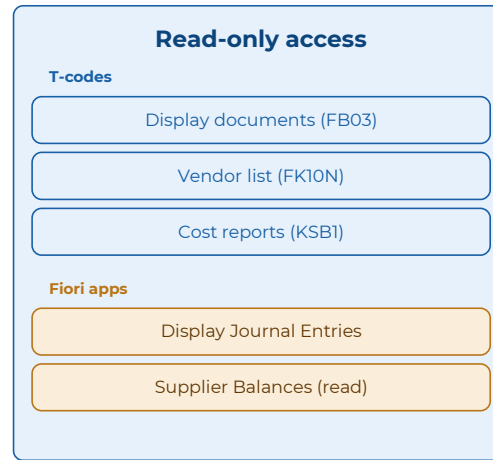 Read-only access
T-codes
Display documents (FB03)
Vendor list (FK10N)
Cost reports (KSB1)
Fiori apps
Display Journal Entries
Supplier Balances (read)